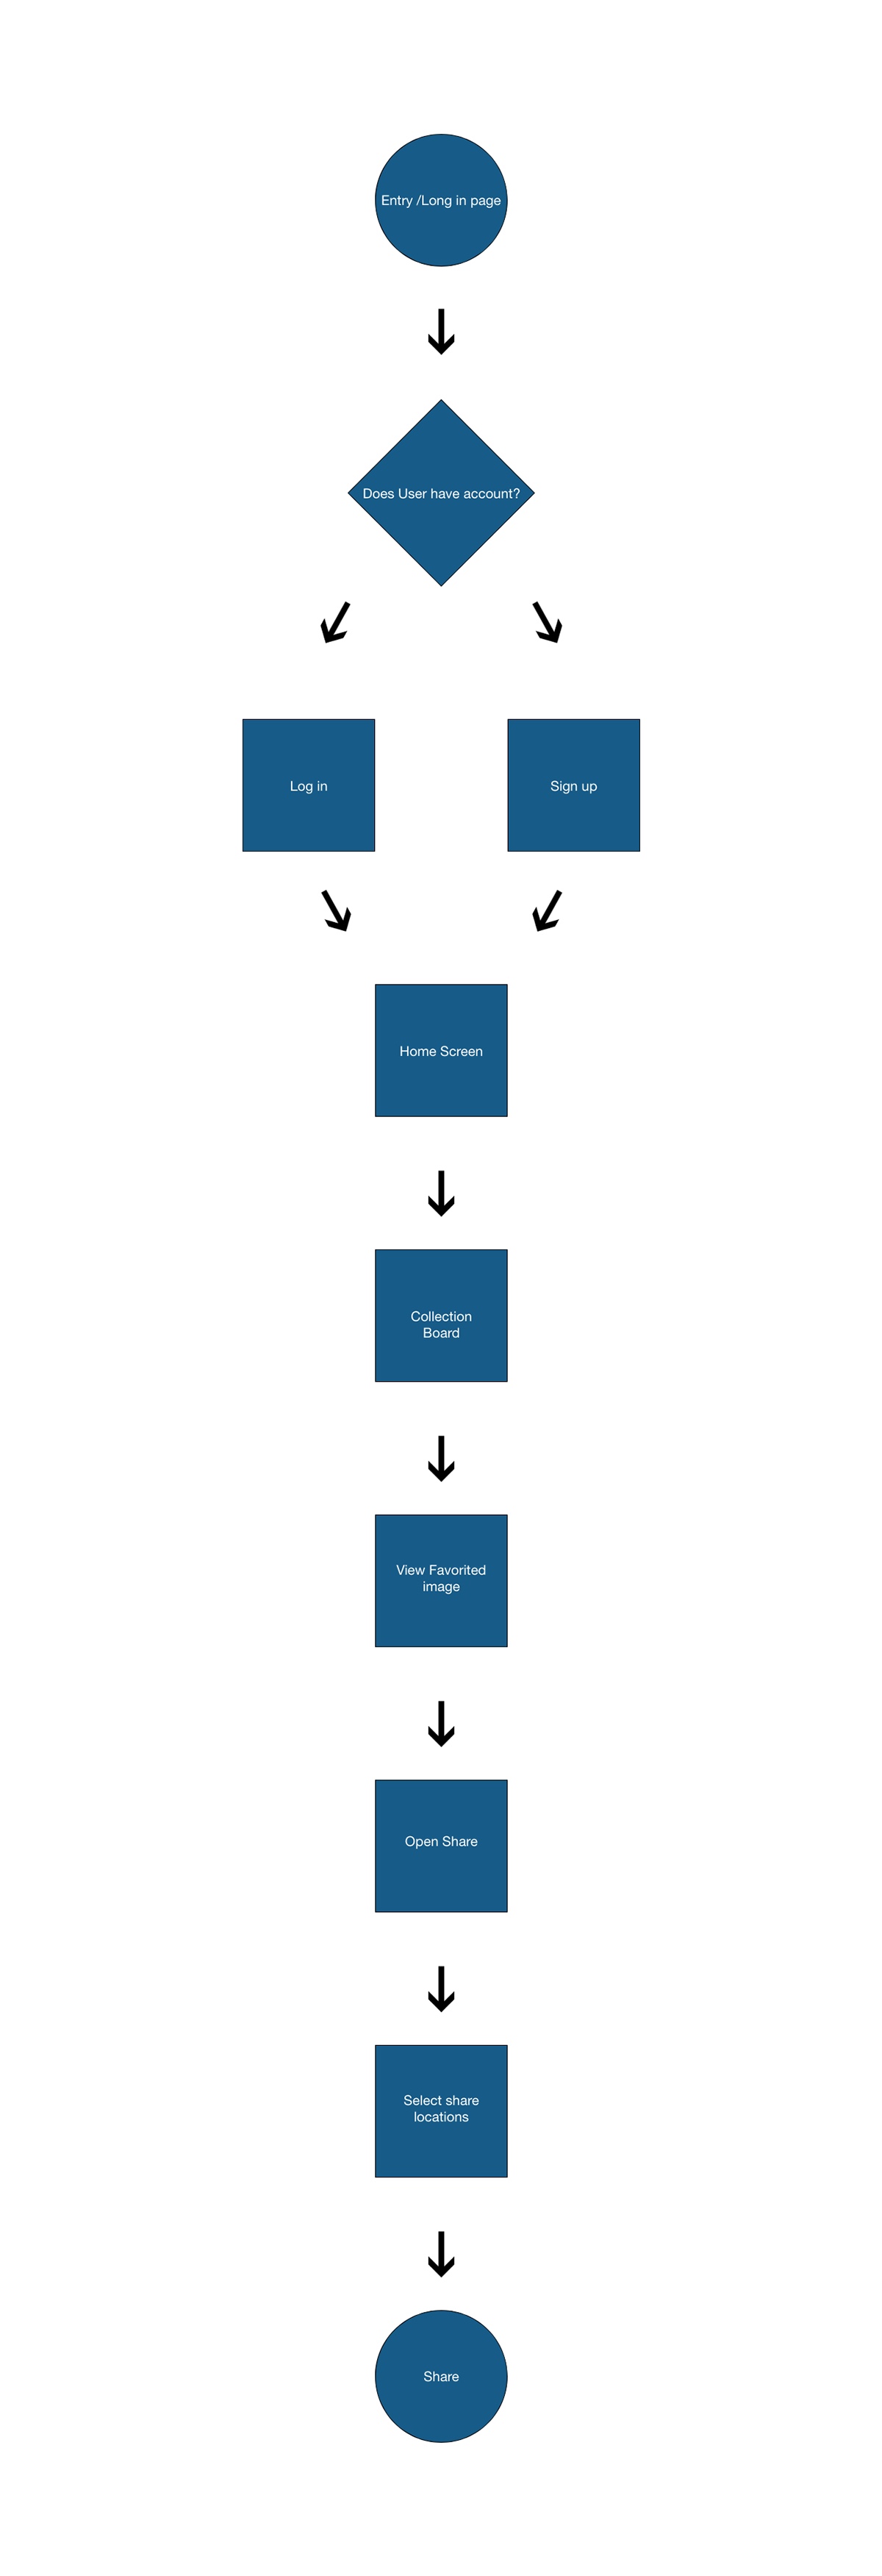 Entry /Long in page
Does User have account?
Log in
Sign up
Home Screen
Collection
Board
View Favorited
image
Open Share
Select share
locations
Share